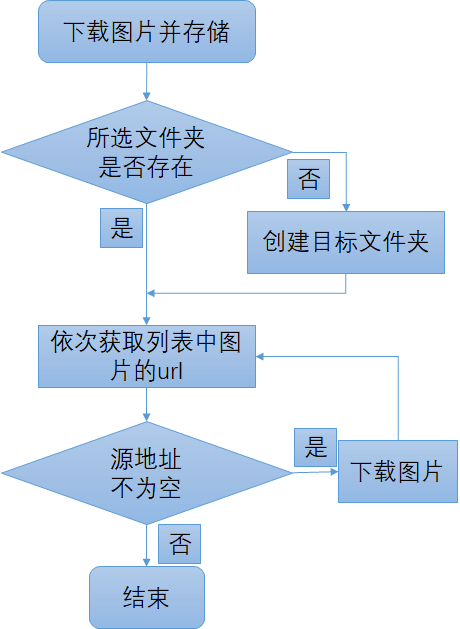 下载图片并存储
所选文件夹
是否存在
否
是
创建目标文件夹
依次获取列表中图
片的url
源地址
不为空
是
下载图片
否
结束